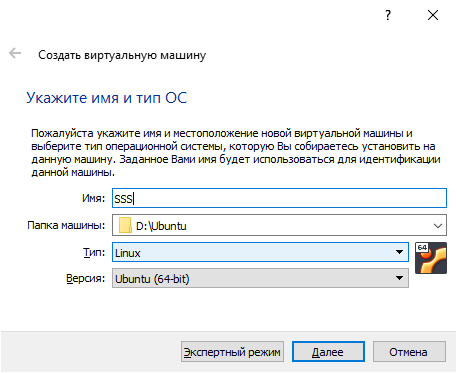 ?
Создать виртуальную машину
Укажите имя и тип ОС
Пожалуйста укажите имя и местоположение новой виртуальной машины и
выберите тип операционной системы, которую Вы собираетесь установить на
данную машину. Заданное Вами имя будет использоваться для идентификации
данной машины.
Имя: SSS
Папка машины: D:\Ubuntu
Тип: Linux
64
Версия: Ubuntu (64-bit)
Экспертный режим Далее Отмена